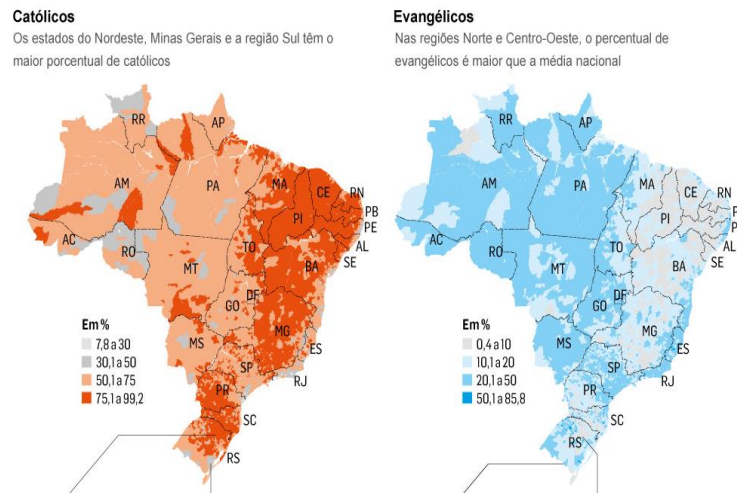 Católicos
Os estados do Nordeste, Minas Gerais e a região Sul têm o
maior porcentual de católicos
RR
AP
AM
PA
MA
CE
RN
PB
PE
AL
SE
PI
AC
RO
TO
BA
MT
GO
DF
MG
ES
MS
SP
RJ
PR
SC
RS
Em %
7,8 a 30
30,1 a 50
50,1 a 75
75,1 a 99,2
Evangélicos
Nas regiões Norte e Centro-Oeste, o percentual de
evangélicos é maior que a média nacional
RR
AP
AM
PA
MA
CE
RN
PI
AL
SE
AC
RO
TO
BA
MT
GO
DF
MG
ES
MS
SP
RJ
PR
SC
RS
Em %
0,4 a 10
10,1 a 20
20,1 a 50
50,1 a 85,8